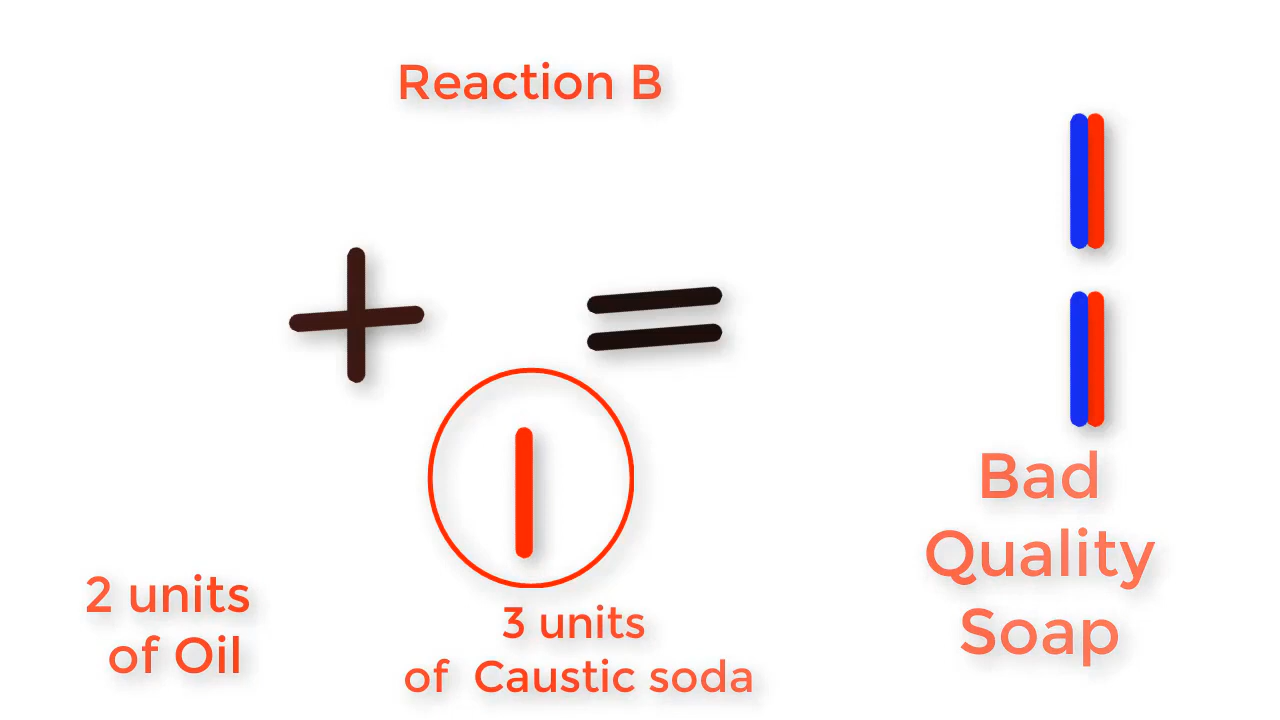 Reaction B
2 units
of Oil
3 units
of Caustic soda
Bad
Quality
Soap